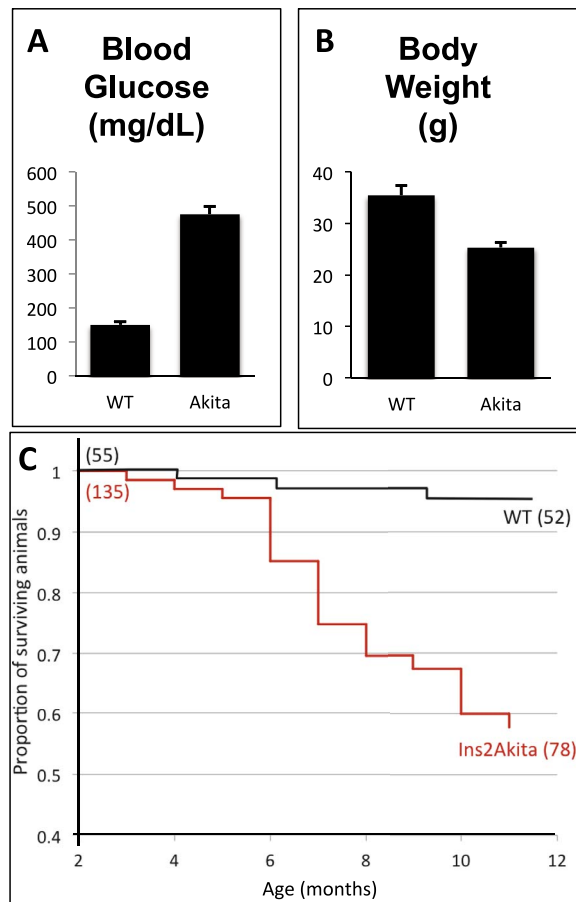 A
Blood
Glucose
(mg/dL)
600
500
400
300
200
100
0
WT Akita
B
Body
Weight
(g)
40
30
20
10
0
WT Akita
C
Proportion of surviving animals
1
0.9
0.8
0.7
0.6
0.5
0.4
(55)
(135)
WT (52)
Ins2Akita (78)
2 4 6 8 10 12
Age (months)